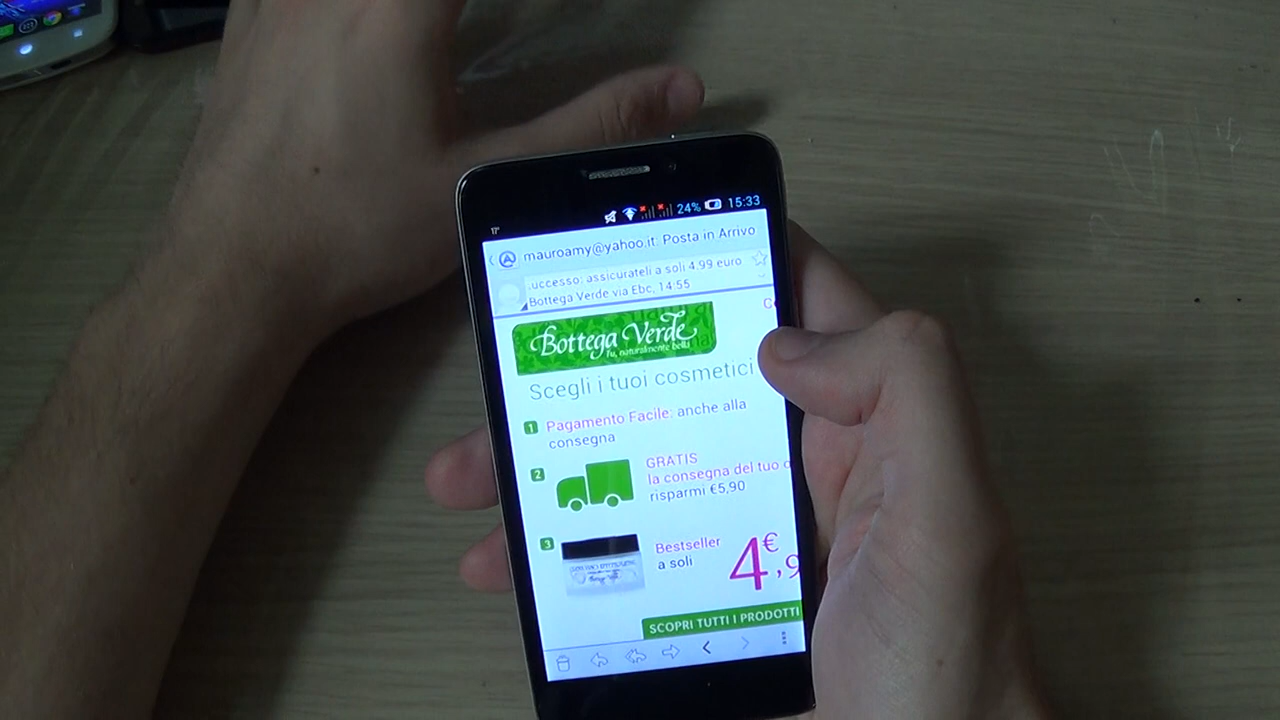 24% 15:33
17°
mauroamy@yahoo.it: Posta in Arrivo
.uccesso: assicurateli a soli 4.99 euro
Bottega Verde via Ebc, 14:55
Bottega Verde
Tu, naturalmente bella
Scegli i tuoi cosmetici
1 Pagamento Facile: anche alla
consegna
2 GRATIS
la consegna del tuo o
risparmi €5,90
3 Bestseller
a soli
4€,9
SCOPRI TUTTI I PRODOTTI